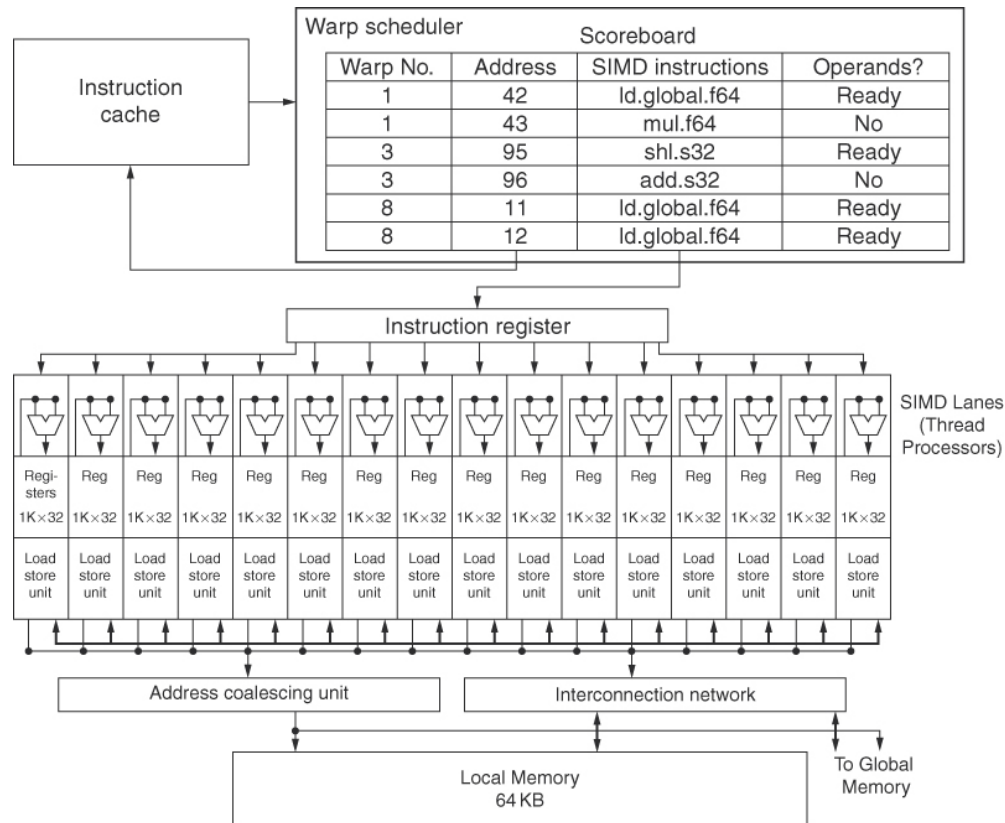 Warp scheduler
Scoreboard
Warp No. Address SIMD instructions Operands?
1 42 ld.global.f64 Ready
1 43 mul.f64 No
3 95 shl.s32 Ready
3 96 add.s32 No
8 11 ld.global.f64 Ready
8 12 ld.global.f64 Ready
Instruction
cache
Instruction register
SIMD Lanes
(Thread
Processors)
Regi- Reg Reg Reg Reg Reg Reg Reg Reg Reg Reg Reg Reg Reg Reg Reg
sters
1K×32 1K×32 1K×32 1K×32 1K×32 1K×32 1K×32 1K×32 1K×32 1K×32 1K×32 1K×32 1K×32 1K×32 1K×32 1K×32
Load Load Load Load Load Load Load Load Load Load Load Load Load Load Load Load
store store store store store store store store store store store store store store store store
unit unit unit unit unit unit unit unit unit unit unit unit unit unit unit unit
Address coalescing unit
Interconnection network
Local Memory
64 KB
To Global
Memory